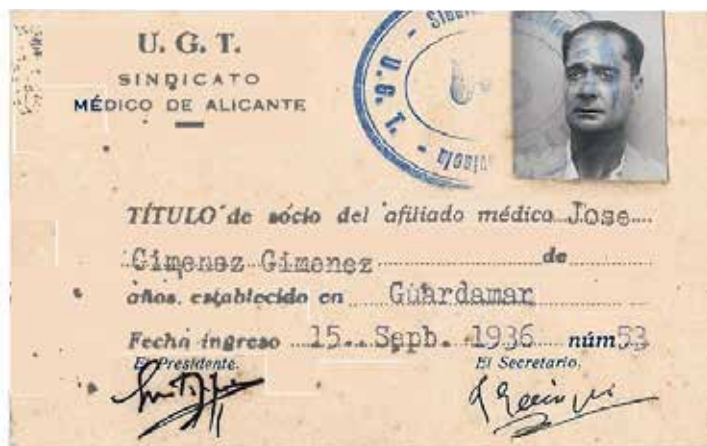 U. G. T.
SINDICATO
MÉDICO DE ALICANTE
U. G. T.
TÍTULO de sócio del afiliado médico Jose
Gimenez Gimenez de
años, establecido en Guardamar
Fecha ingreso 15. Sepb. 1936 núm 53
El Presidente.
El Secretario,